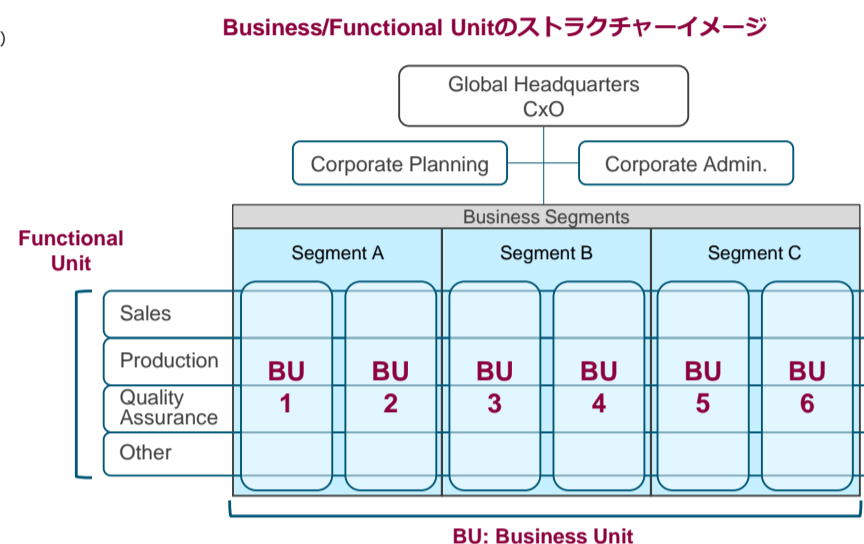 )
Business/Functional Unitのストラクチャーイメージ
Global Headquarters
CxO
Corporate Planning
Corporate Admin.
Business Segments
Functional
Unit
Segment A
Segment B
Segment C
Sales
Production
Quality
Assurance
Other
BU
1
BU
2
BU
3
BU
4
BU
5
BU
6
BU: Business Unit